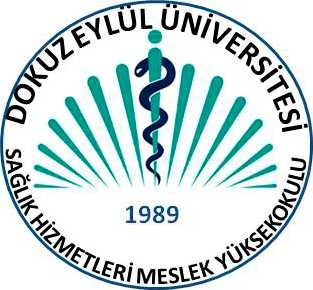 DOKUZ EYLÜL ÜNİVERSİTESİ
1989
SAĞLIK HİZMETLERİ MESLEK YÜKSEKOKULU